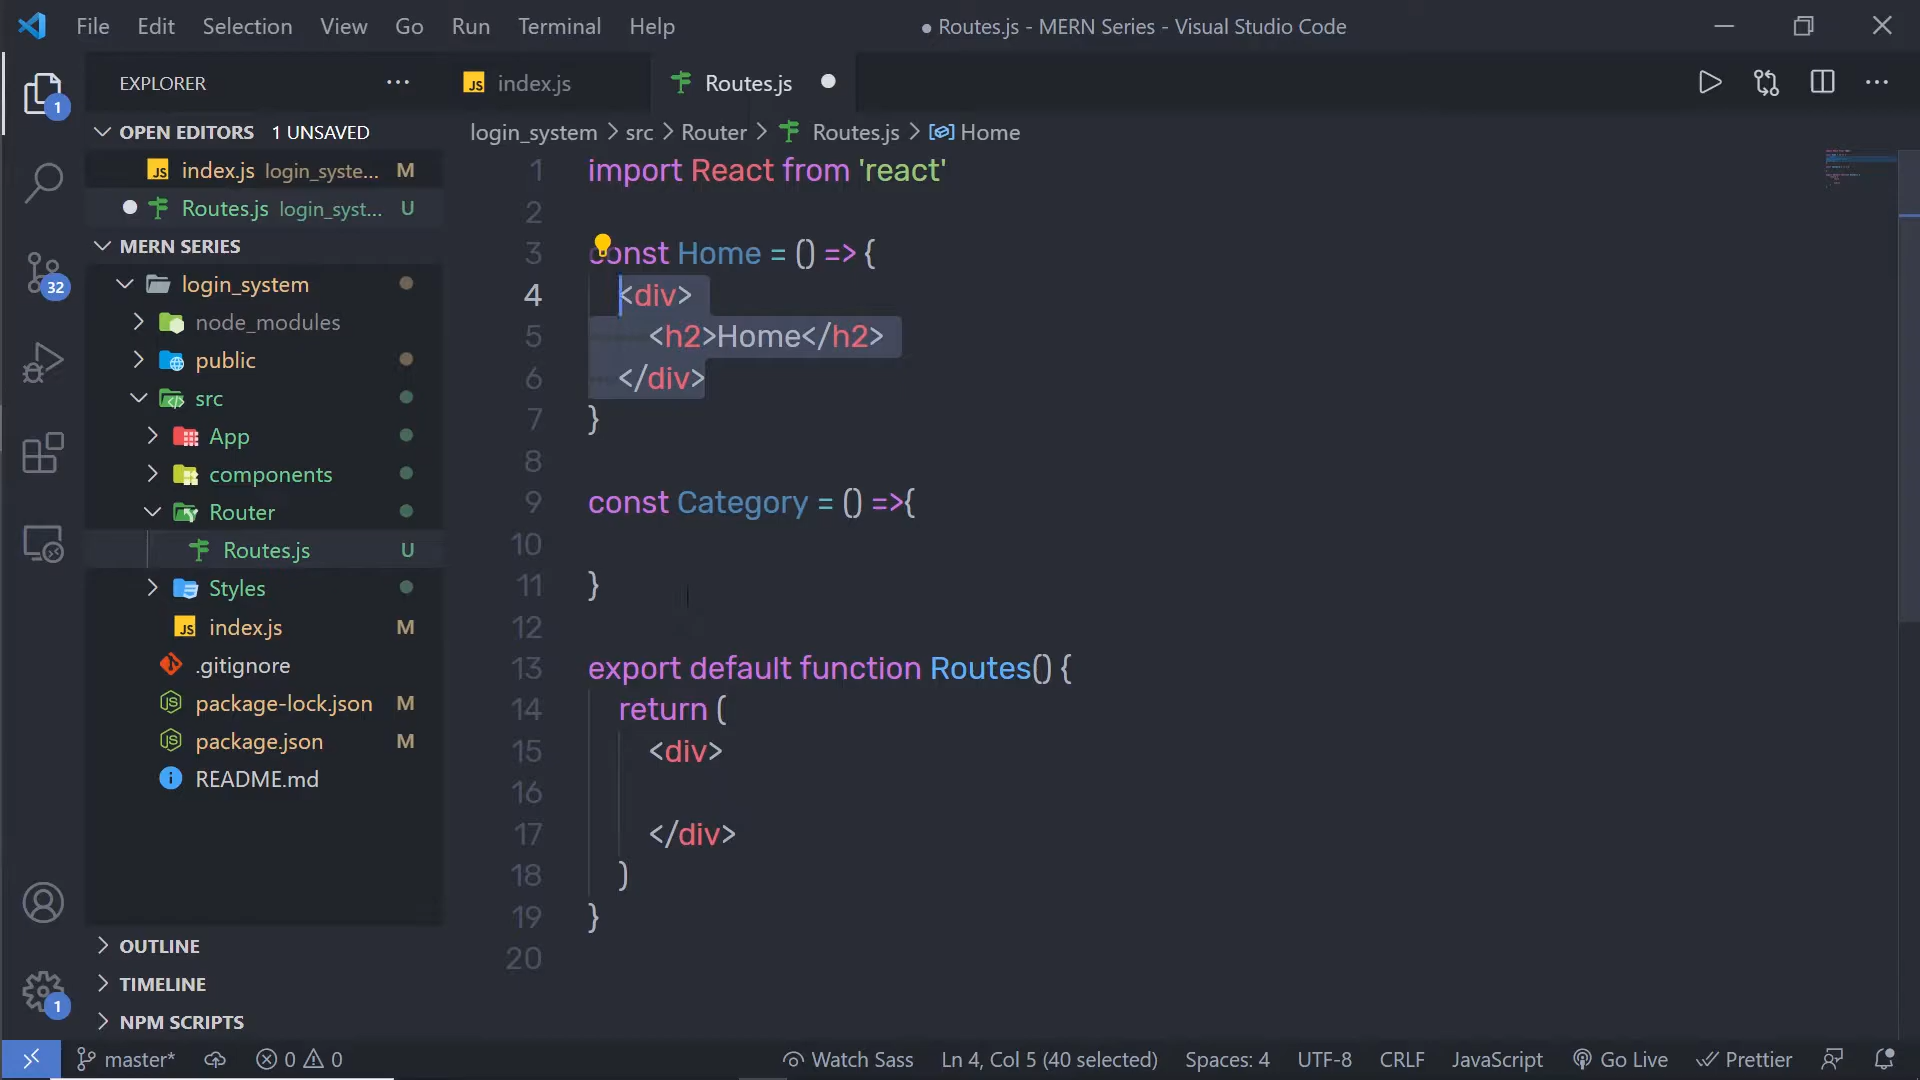 File Edit Selection View Go Run Terminal Help
● Routes.js - MERN Series - Visual Studio Code
EXPLORER
index.js
Routes.js
1
OPEN EDITORS 1 UNSAVED
index.js login_syste... M
Routes.js login_syst... U
MERN SERIES
login_system
32
node_modules
public
src
App
components
Router
Routes.js U
Styles
index.js M
.gitignore
package-lock.json M
package.json M
README.md
OUTLINE
TIMELINE
1
NPM SCRIPTS
login_system > src > Router > Routes.js > Home
1 import React from 'react'
2
3 const Home = () => {
4 <div>
5 <h2>Home</h2>
6 </div>
7 }
8
9 const Category = () =>{
10
11 }
12
13 export default function Routes() {
14 return (
15 <div>
16
17 </div>
18 )
19 }
20
master* 0 0 Watch Sass Ln 4, Col 5 (40 selected) Spaces: 4 UTF-8 CRLF JavaScript Go Live Prettier